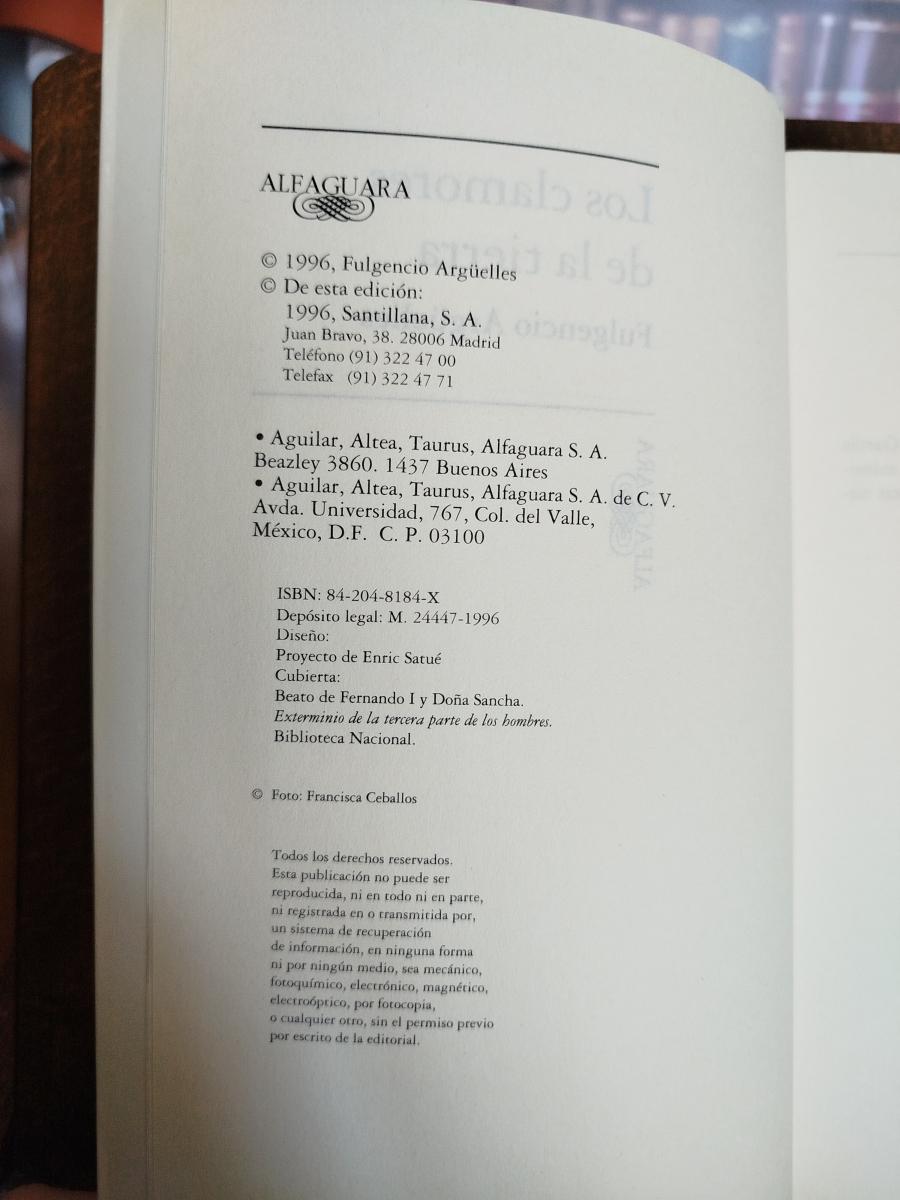 ALFAGUARA
© 1996, Fulgencio Argüelles
© De esta edición:
1996, Santillana, S. A.
Juan Bravo, 38. 28006 Madrid
Teléfono (91) 322 47 00
Telefax (91) 322 47 71
• Aguilar, Altea, Taurus, Alfaguara S. A.
Beazley 3860. 1437 Buenos Aires
• Aguilar, Altea, Taurus, Alfaguara S. A. de C. V.
Avda. Universidad, 767, Col. del Valle,
México, D.F. C. P. 03100
ISBN: 84-204-8184-X
Depósito legal: M. 24447-1996
Diseño:
Proyecto de Enric Satué
Cubierta:
Beato de Fernando I y Doña Sancha.
Exterminio de la tercera parte de los hombres.
Biblioteca Nacional.
© Foto: Francisca Ceballos
Todos los derechos reservados.
Esta publicación no puede ser
reproducida, ni en todo ni en parte,
ni registrada en o transmitida por,
un sistema de recuperación
de información, en ninguna forma
ni por ningún medio, sea mecánico,
fotoquímico, electrónico, magnético,
electroóptico, por fotocopia,
o cualquier otro, sin el permiso previo
por escrito de la editorial.